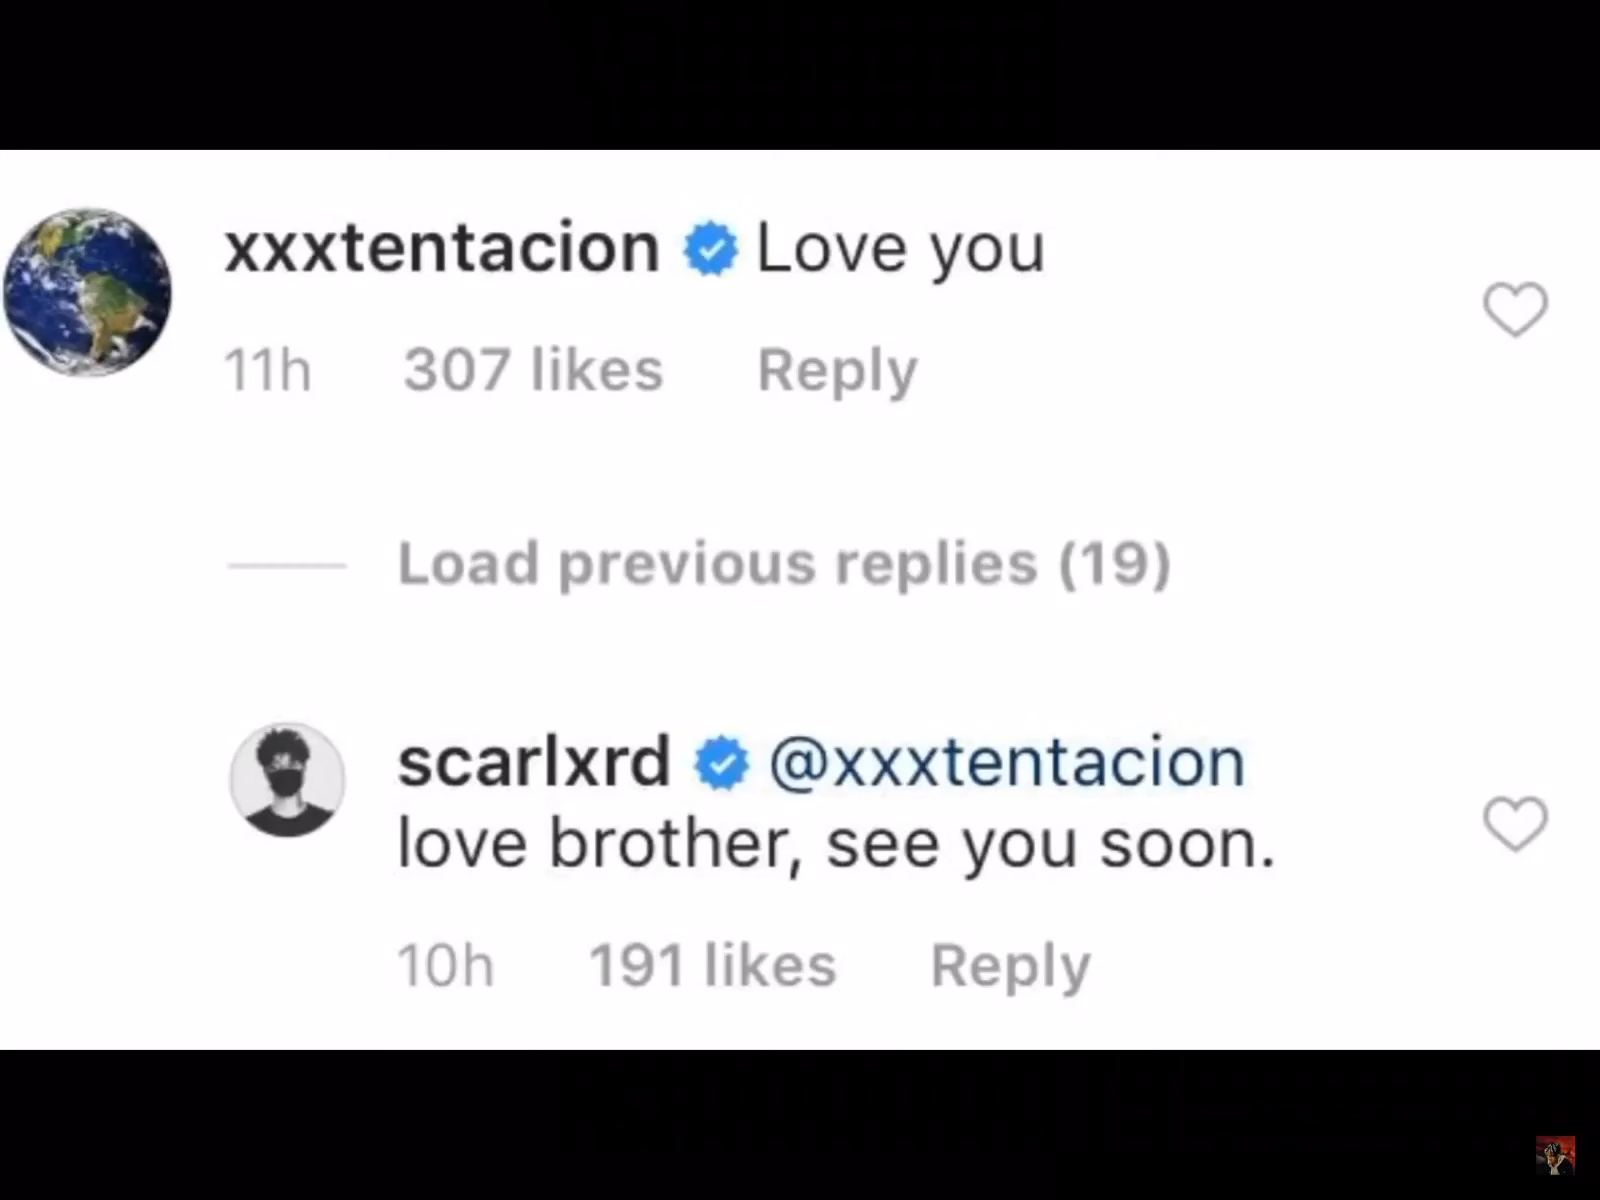 xxxtentacion Love you
11h 307 likes Reply
Load previous replies (19)
scarlxrd @xxxtentacion
love brother, see you soon.
10h 191 likes Reply